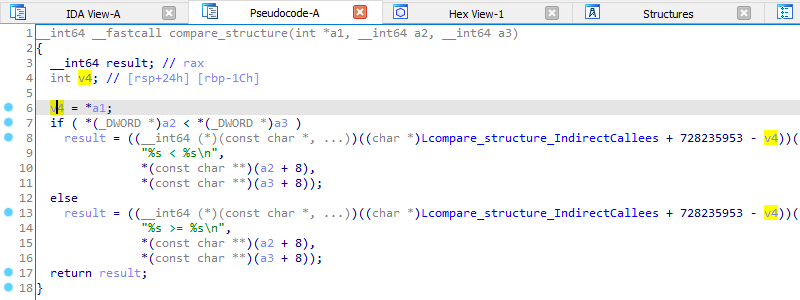 IDA View-A Pseudocode-A Hex View-1 Structures
1 __int64 __fastcall compare_structure(int *a1, __int64 a2, __int64 a3)
2 {
3 __int64 result; // rax
4 int v4; // [rsp+24h] [rbp-1Ch]
5
6 v4 = *a1;
7 if ( *(_DWORD *)a2 < *(_DWORD *)a3 )
8 result = ((__int64 (*)(const char *, ...))((char *)Lcompare_structure_IndirectCallees + 728235953 - v4))(
9 "%s < %s\n",
10 *(const char **)(a2 + 8),
11 *(const char **)(a3 + 8));
12 else
13 result = ((__int64 (*)(const char *, ...))((char *)Lcompare_structure_IndirectCallees + 728235953 - v4))(
14 "%s >= %s\n",
15 *(const char **)(a2 + 8),
16 *(const char **)(a3 + 8));
17 return result;
18 }